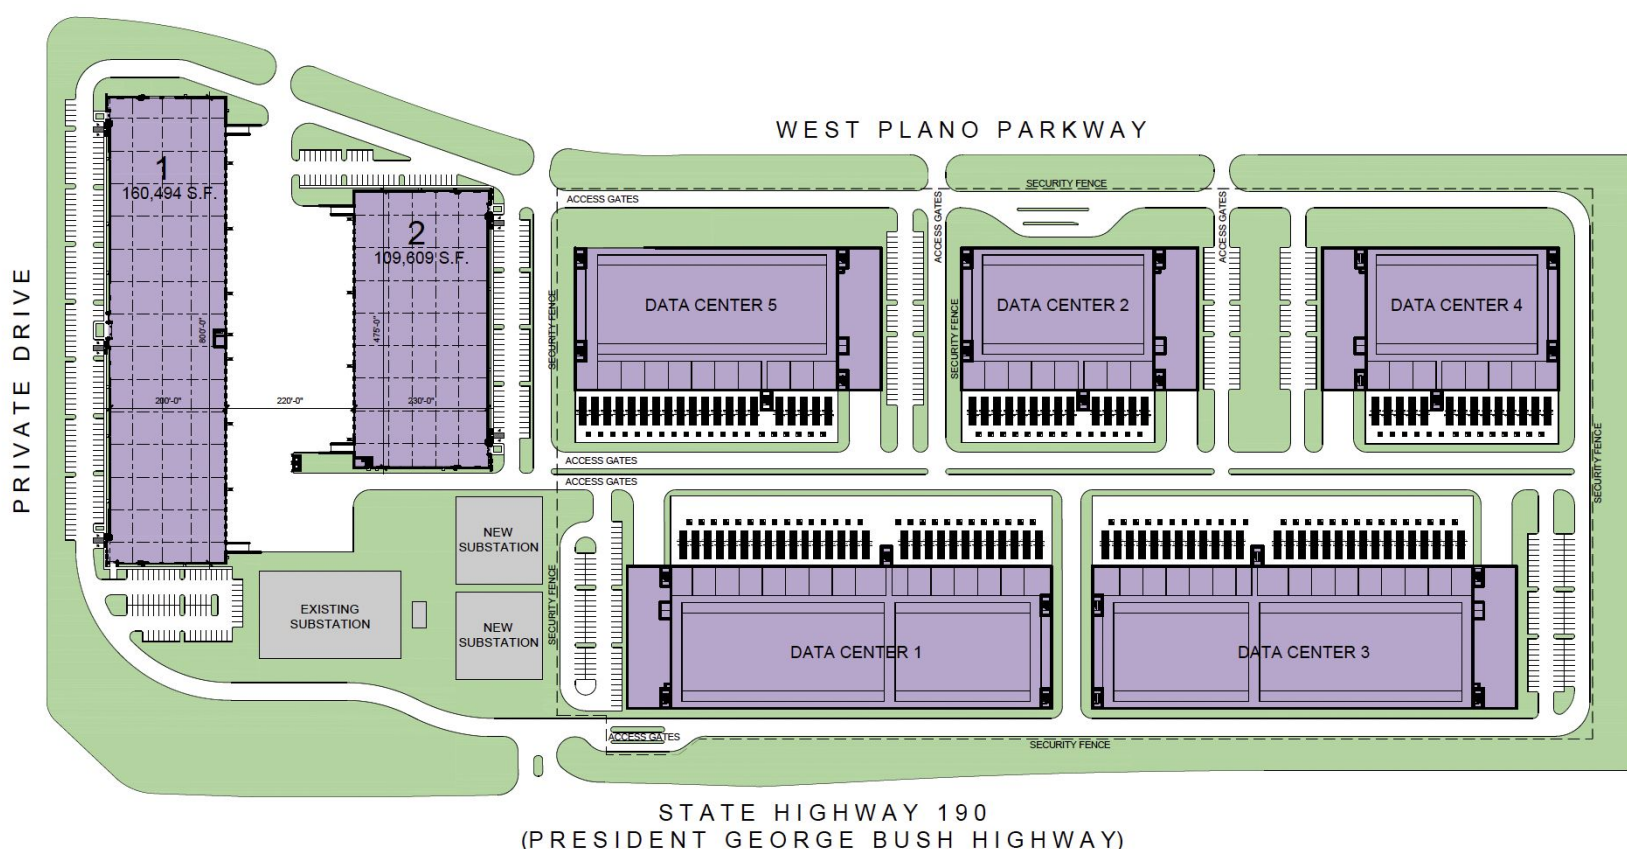 WEST PLANO PARKWAY
PRIVATE DRIVE
1
160,494 S.F.
800'-0"
200'-0"
220'-0"
2
109,609 S.F.
475'-0"
230'-0"
SECURITY FENCE
ACCESS GATES
ACCESS GATES
ACCESS GATES
SECURITY FENCE
DATA CENTER 5
SECURITY FENCE
DATA CENTER 2
DATA CENTER 4
SECURITY FENCE
ACCESS GATES
ACCESS GATES
NEW
SUBSTATION
EXISTING
SUBSTATION
NEW
SUBSTATION
SECURITY FENCE
DATA CENTER 1
DATA CENTER 3
ACCESS GATES
SECURITY FENCE
STATE HIGHWAY 190
(PRESIDENT GEORGE BUSH HIGHWAY)